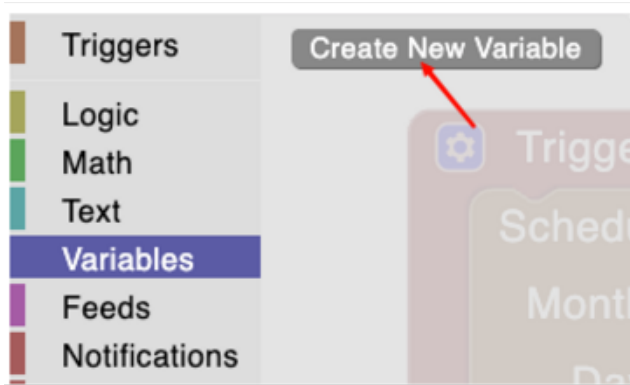 Triggers
Create New Variable
Logic
Math
Text
Variables
Feeds
Notifications